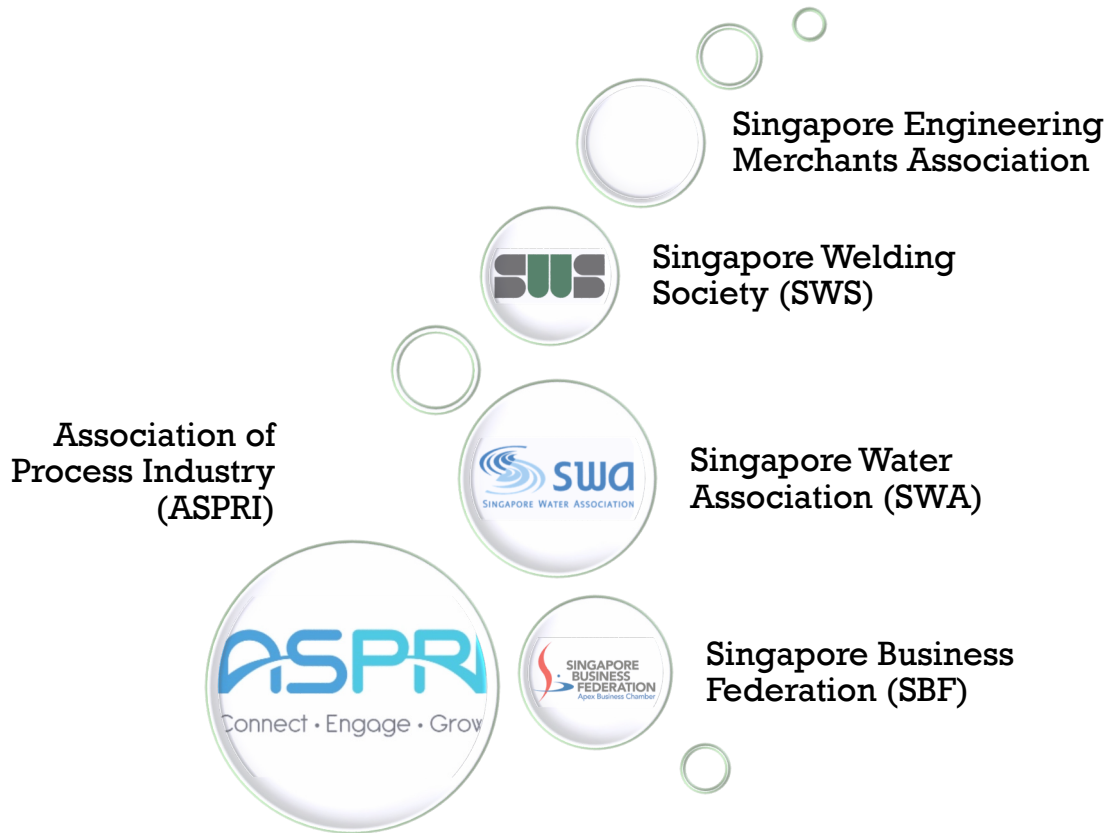 Singapore Engineering
Merchants Association
SWS
Singapore Welding
Society (SWS)
Association of
Process Industry
(ASPRI)
swa
SINGAPORE WATER ASSOCIATION
Singapore Water
Association (SWA)
ASPRI
Connect • Engage • Grow
SINGAPORE
BUSINESS
FEDERATION
Apex Business Chamber
Singapore Business
Federation (SBF)